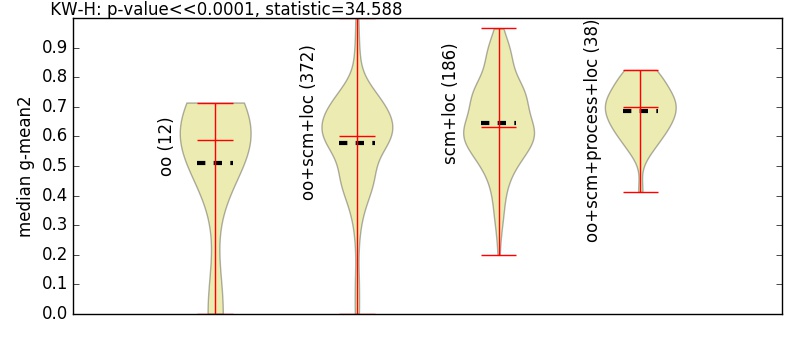 KW-H: p-value<<0.0001, statistic=34.588
median g-mean2
0.9
0.8
0.7
0.6
0.5
0.4
0.3
0.2
0.1
0.0
oo (12)
oo+scm+loc (372)
scm+loc (186)
oo+scm+process+loc (38)